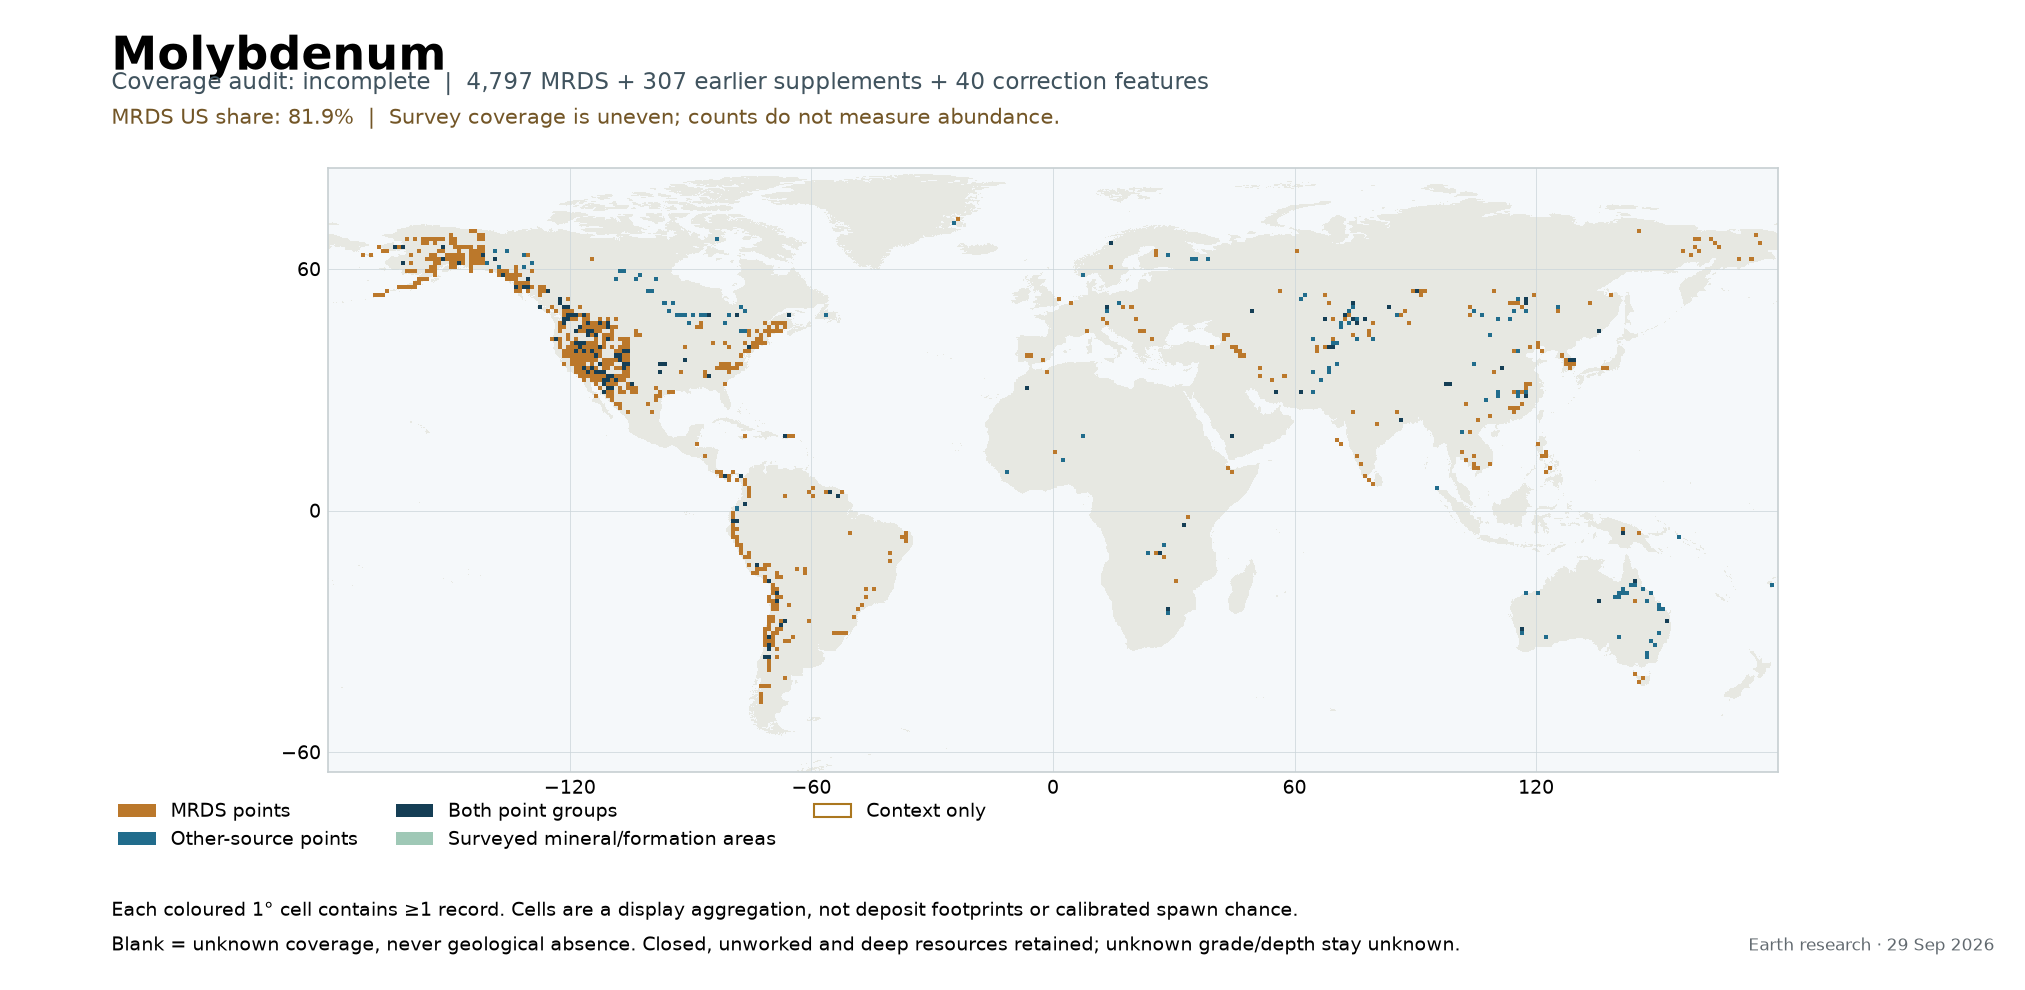 Molybdenum
Coverage audit: incomplete | 4,797 MRDS + 307 earlier supplements + 40 correction features
MRDS US share: 81.9% | Survey coverage is uneven; counts do not measure abundance.
60
0
−60
−120 −60 0 60 120
MRDS points Both point groups Context only
Other-source points Surveyed mineral/formation areas
Each coloured 1° cell contains ≥1 record. Cells are a display aggregation, not deposit footprints or calibrated spawn chance.
Blank = unknown coverage, never geological absence. Closed, unworked and deep resources retained; unknown grade/depth stay unknown.
Earth research · 29 Sep 2026